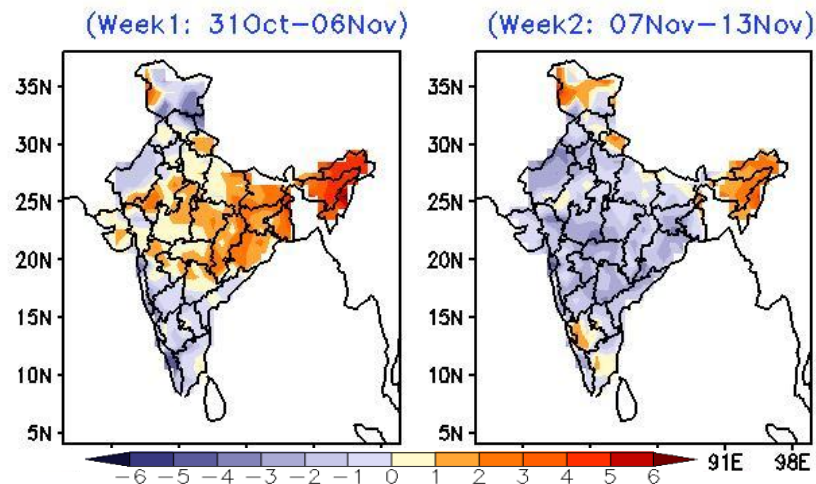 (Week1: 31Oct−06Nov) (Week2: 07Nov−13Nov)
35N 35N
30N 30N
25N 25N
20N 20N
15N 15N
10N 10N
5N 5N
91E 98E
−6 −5 −4 −3 −2 −1 0 1 2 3 4 5 6